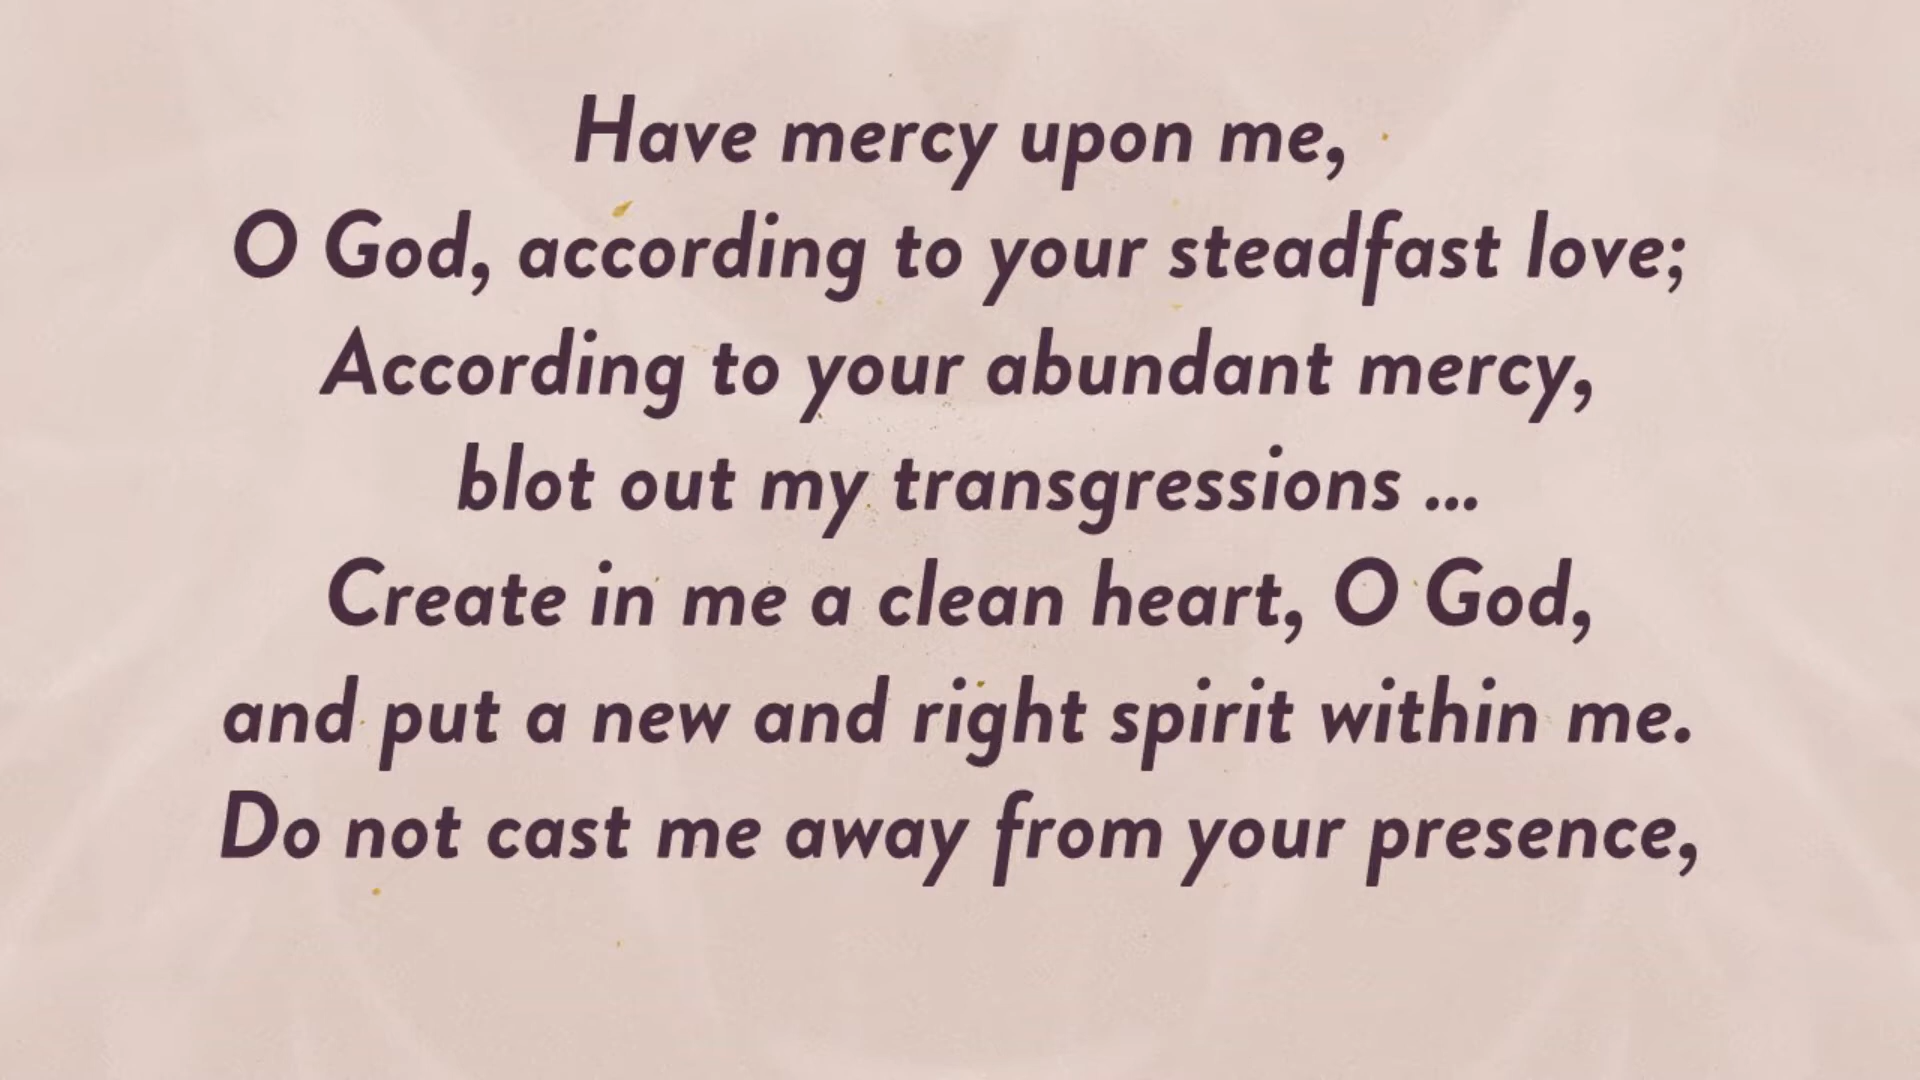 Have mercy upon me,
O God, according to your steadfast love;
According to your abundant mercy,
blot out my transgressions ...
Create in me a clean heart, O God,
and put a new and right spirit within me.
Do not cast me away from your presence,